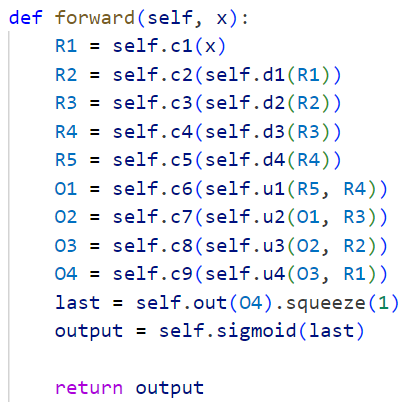 def forward(self, x):
    R1 = self.c1(x)
    R2 = self.c2(self.d1(R1))
    R3 = self.c3(self.d2(R2))
    R4 = self.c4(self.d3(R3))
    R5 = self.c5(self.d4(R4))
    O1 = self.c6(self.u1(R5, R4))
    O2 = self.c7(self.u2(O1, R3))
    O3 = self.c8(self.u3(O2, R2))
    O4 = self.c9(self.u4(O3, R1))
    last = self.out(O4).squeeze(1)
    output = self.sigmoid(last)

    return output